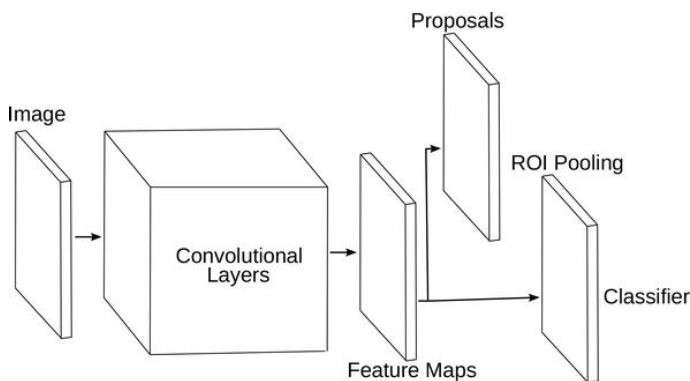 Proposals
Image
ROI Pooling
Convolutional
Layers
Classifier
Feature Maps